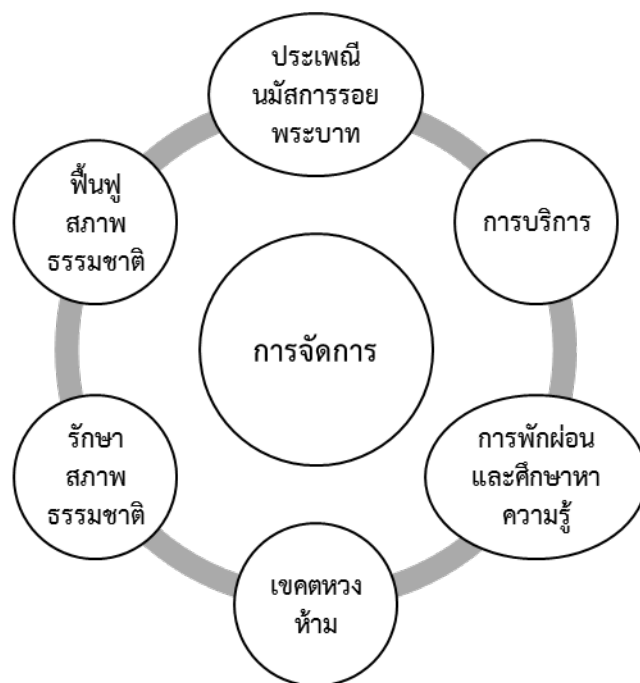 ประเพณี
นมัสการรอย
พระบาท
การบริการ
การพักผ่อน
และศึกษาหา
ความรู้
เขคตหวง
ห้าม
รักษา
สภาพ
ธรรมชาติ
ฟื้นฟู
สภาพ
ธรรมชาติ
การจัดการ